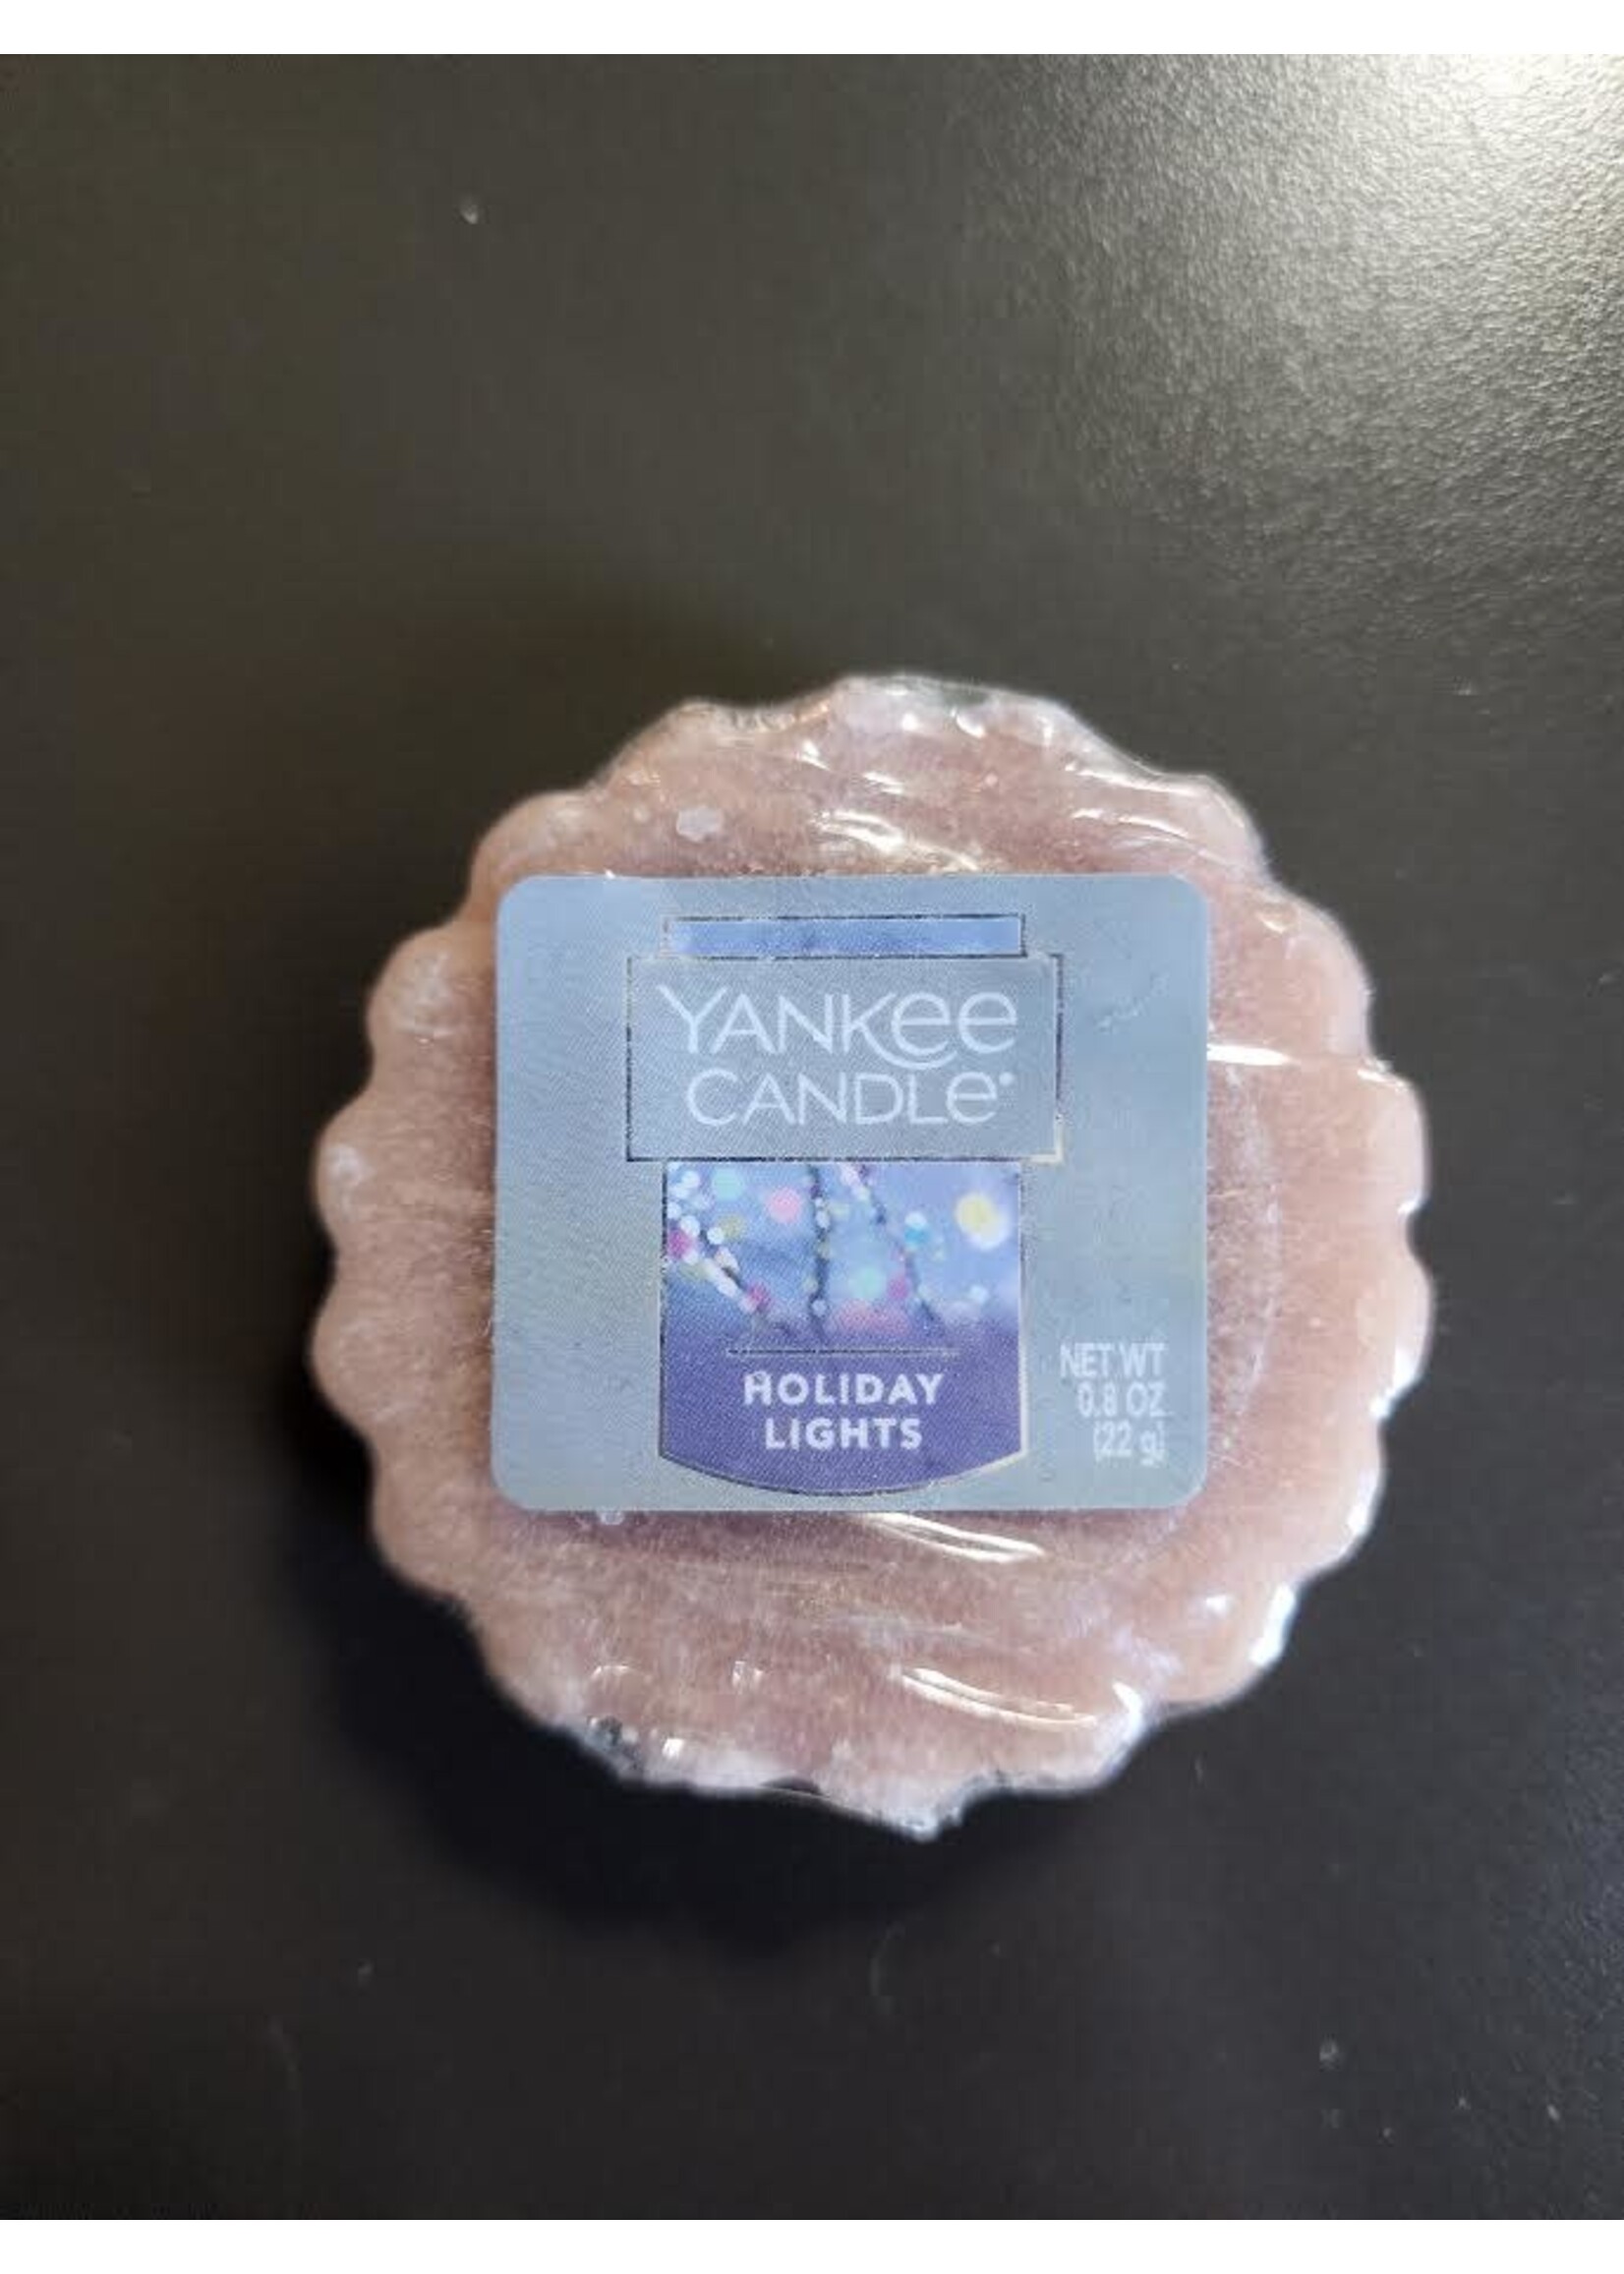 YANKee
CANDLe®
HOLIDAY
LIGHTS
NET WT
0.8 OZ
(22 g)